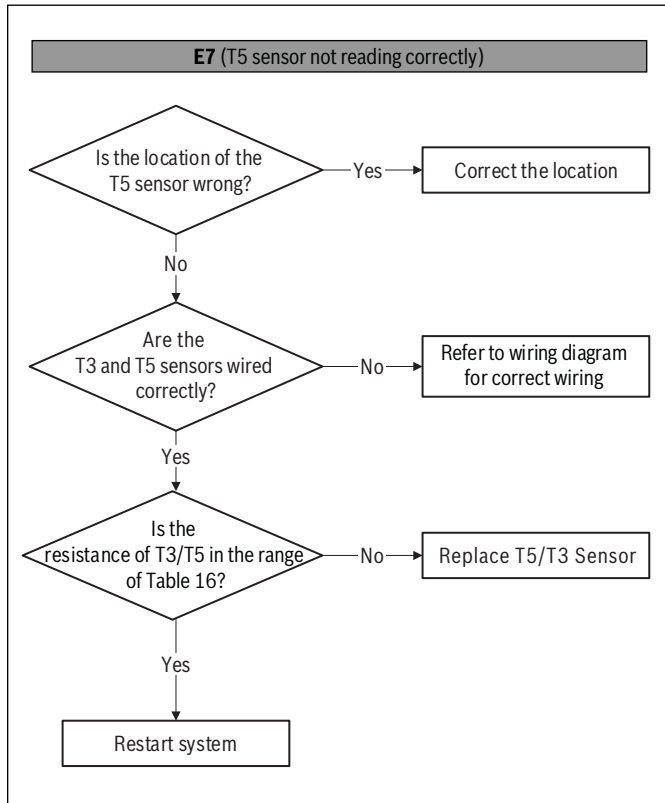 E7 (T5 sensor not reading correctly)
Is the location of the
T5 sensor wrong?
Yes
Correct the location
No
Are the
T3 and T5 sensors wired
correctly?
No
Refer to wiring diagram
for correct wiring
Yes
Is the
resistance of T3/T5 in the range
of Table 16?
No
Replace T5/T3 Sensor
Yes
Restart system